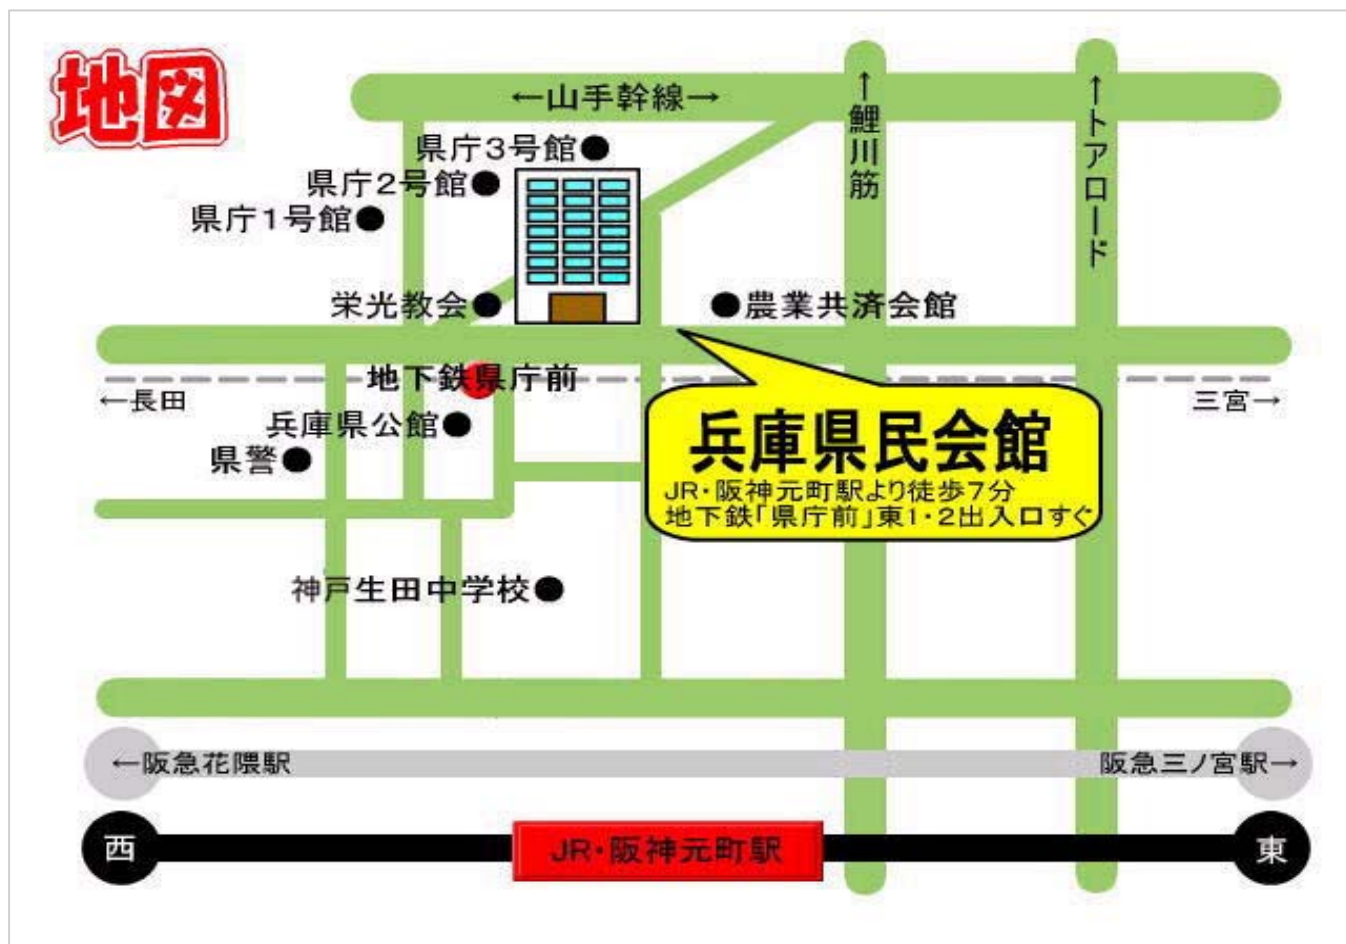 地図
←山手幹線→
↑鯉川筋
↑トアロード
県庁3号館●
県庁2号館●
県庁1号館●
栄光教会●
●農業共済会館
地下鉄県庁前
←長田
三宮→
兵庫県公館●
県警●
兵庫県民会館
JR・阪神元町駅より徒歩7分
地下鉄「県庁前」東1・2出入口すぐ
神戸生田中学校●
←阪急花隈駅
阪急三ノ宮駅→
西
JR・阪神元町駅
東